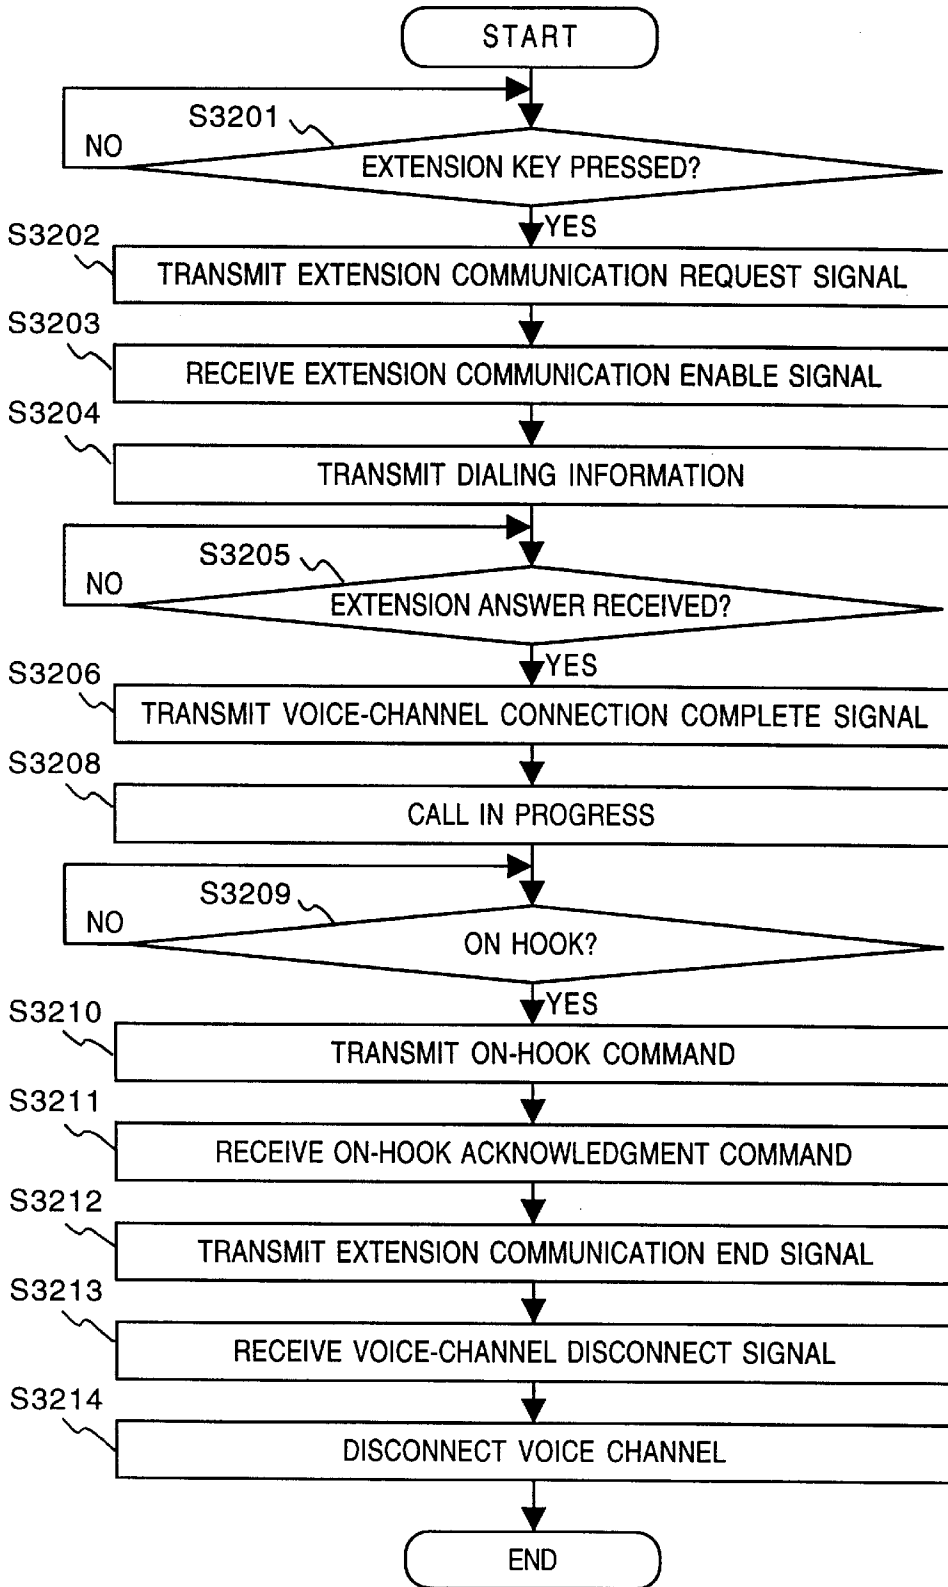 START
S3201
NO
EXTENSION KEY PRESSED?
YES
S3202
TRANSMIT EXTENSION COMMUNICATION REQUEST SIGNAL
S3203
RECEIVE EXTENSION COMMUNICATION ENABLE SIGNAL
S3204
TRANSMIT DIALING INFORMATION
S3205
NO
EXTENSION ANSWER RECEIVED?
YES
S3206
TRANSMIT VOICE-CHANNEL CONNECTION COMPLETE SIGNAL
S3208
CALL IN PROGRESS
S3209
NO
ON HOOK?
YES
S3210
TRANSMIT ON-HOOK COMMAND
S3211
RECEIVE ON-HOOK ACKNOWLEDGMENT COMMAND
S3212
TRANSMIT EXTENSION COMMUNICATION END SIGNAL
S3213
RECEIVE VOICE-CHANNEL DISCONNECT SIGNAL
S3214
DISCONNECT VOICE CHANNEL
END